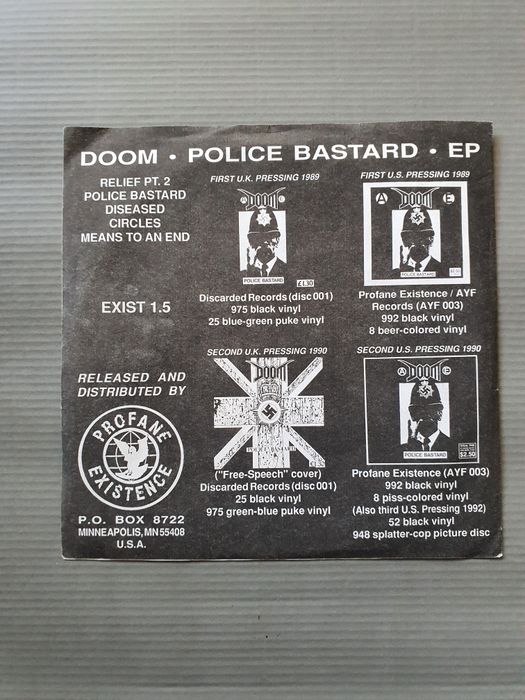 DOOM • POLICE BASTARD • EP
RELIEF PT. 2
POLICE BASTARD
DISEASED
CIRCLES
MEANS TO AN END
EXIST 1.5
RELEASED AND
DISTRIBUTED BY
PROFANE
EXISTENCE
P.O. BOX 8722
MINNEAPOLIS, MN 55408
U.S.A.
FIRST U.K. PRESSING 1989
DOOM
POLICE BASTARD
£1.30
Discarded Records (disc 001)
975 black vinyl
25 blue-green puke vinyl
FIRST U.S. PRESSING 1989
DOOM
A E
POLICE BASTARD
Profane Existence / AYF
Records (AYF 003)
992 black vinyl
8 beer-colored vinyl
SECOND U.K. PRESSING 1990
DOOM
POLICE BASTARD
("Free-Speech" cover)
Discarded Records (disc 001)
25 black vinyl
975 green-blue puke vinyl
SECOND U.S. PRESSING 1990
DOOM
A E
POLICE BASTARD
$2.50
Profane Existence (AYF 003)
992 black vinyl
8 piss-colored vinyl
(Also third U.S. Pressing 1992)
52 black vinyl
948 splatter-cop picture disc